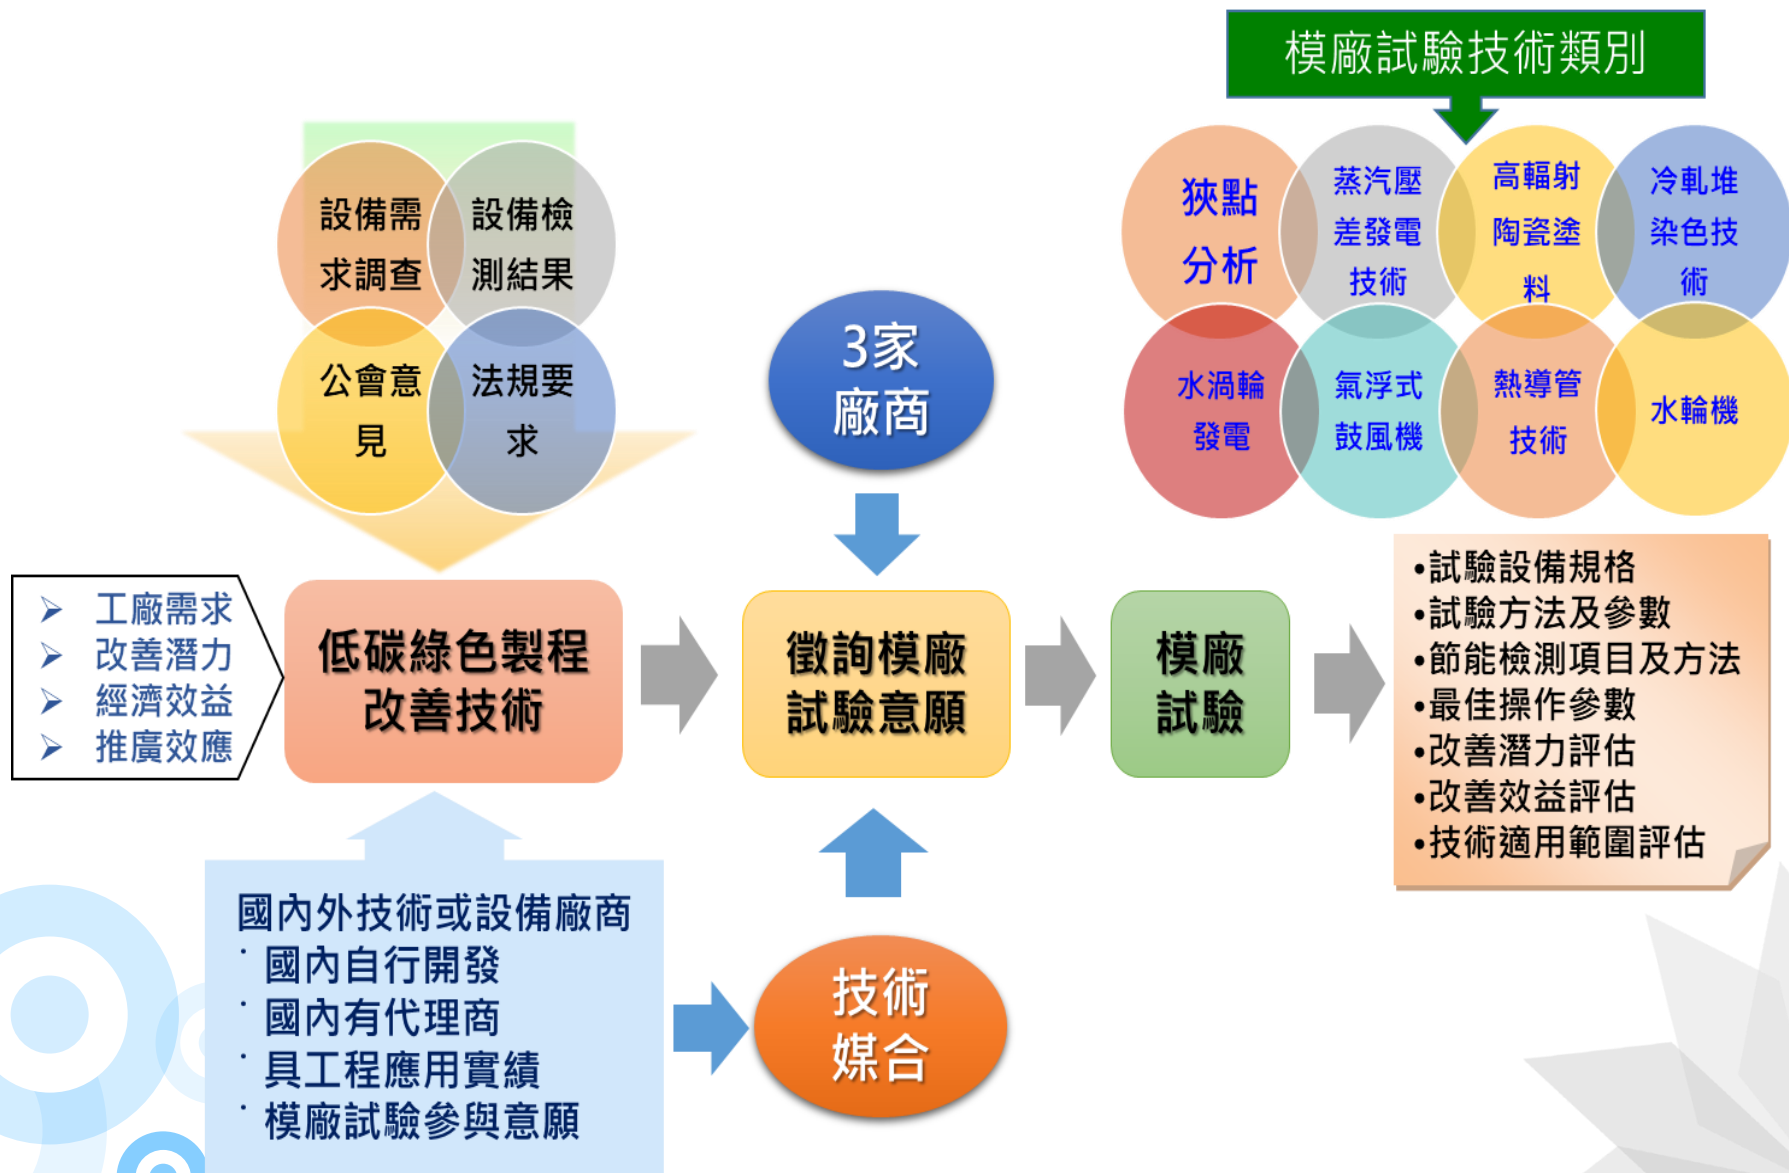 模廠試驗技術類別
設備需
求調查
設備檢
測結果
公會意
見
法規要
求
3家
廠商
狹點
分析
蒸汽壓
差發電
技術
高輻射
陶瓷塗
料
冷軋堆
染色技
術
水渦輪
發電
氣浮式
鼓風機
熱導管
技術
水輪機
➢ 工廠需求
➢ 改善潛力
➢ 經濟效益
➢ 推廣效應
低碳綠色製程
改善技術
徵詢模廠
試驗意願
模廠
試驗
•試驗設備規格
•試驗方法及參數
•節能檢測項目及方法
•最佳操作參數
•改善潛力評估
•改善效益評估
•技術適用範圍評估
國內外技術或設備廠商
˙國內自行開發
˙國內有代理商
˙具工程應用實績
˙模廠試驗參與意願
技術
媒合